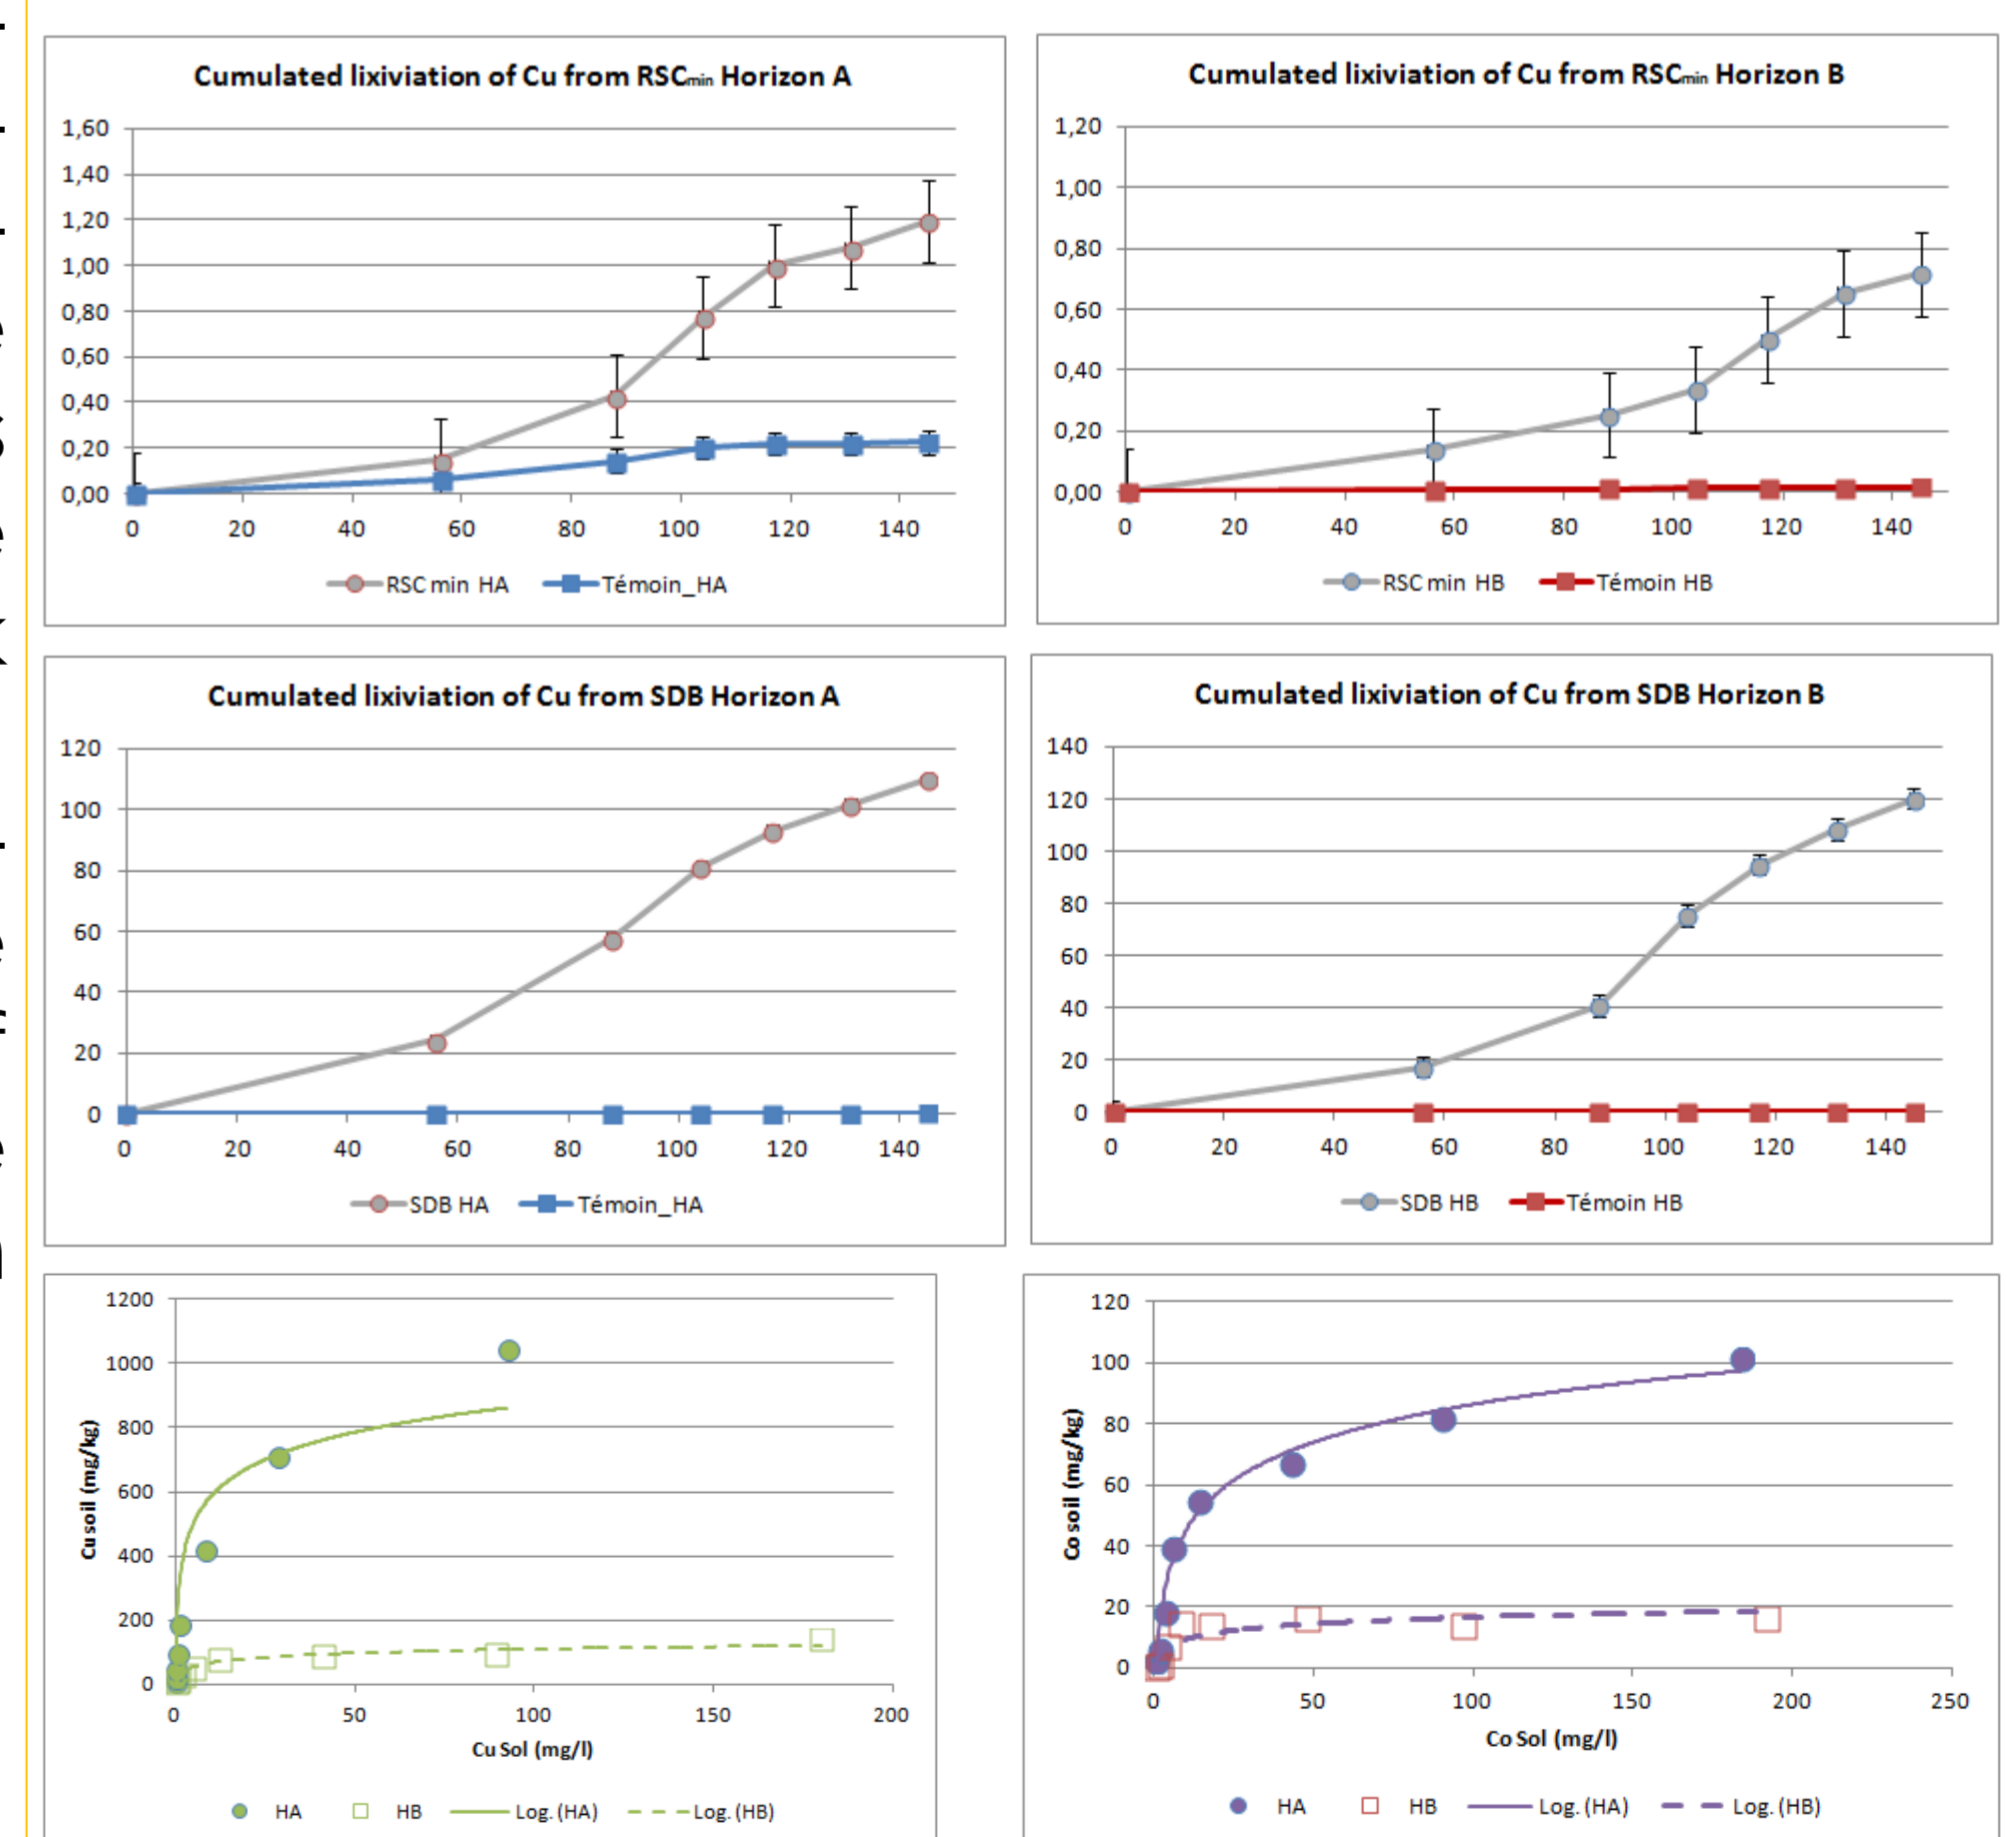 Cumulated lixiviation of Cu from RSCmin Horizon A
1,60
1,40
1,20
1,00
0,80
0,60
0,40
0,20
0,00
0 20 40 60 80 100 120 140
RSC min HA Témoin_HA
Cumulated lixiviation of Cu from RSCmin Horizon B
1,20
1,00
0,80
0,60
0,40
0,20
0,00
0 20 40 60 80 100 120 140
RSC min HB Témoin HB
Cumulated lixiviation of Cu from SDB Horizon A
120
100
80
60
40
20
0
0 20 40 60 80 100 120 140
SDB HA Témoin_HA
Cumulated lixiviation of Cu from SDB Horizon B
140
120
100
80
60
40
20
0
0 20 40 60 80 100 120 140
SDB HB Témoin HB
Cu soil (mg/kg)
1200
1000
800
600
400
200
0
0 50 100 150 200
Cu Sol (mg/l)
HA HB Log. (HA) Log. (HB)
Co soil (mg/kg)
120
100
80
60
40
20
0
0 50 100 150 200 250
Co Sol (mg/l)
HA HB Log. (HA) Log. (HB)